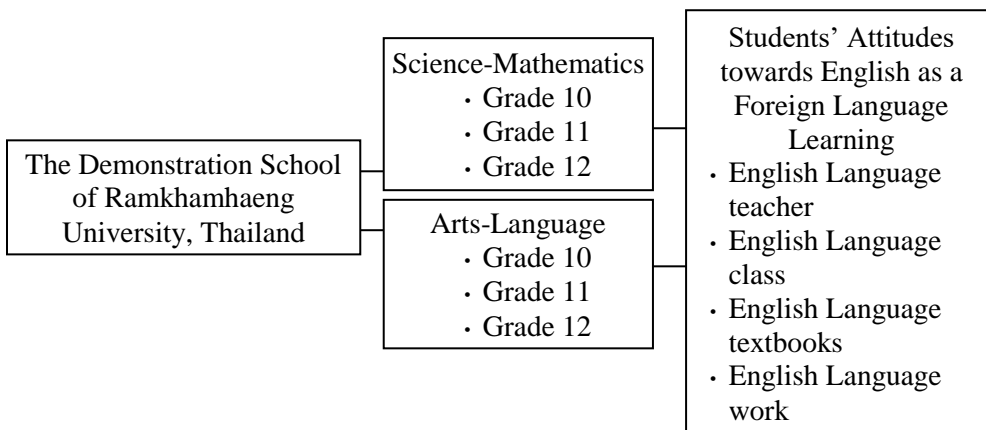 The Demonstration School
of Ramkhamhaeng
University, Thailand
Science-Mathematics
· Grade 10
· Grade 11
· Grade 12
Arts-Language
· Grade 10
· Grade 11
· Grade 12
Students’ Attitudes
towards English as a
Foreign Language
Learning
· English Language
teacher
· English Language
class
· English Language
textbooks
· English Language
work